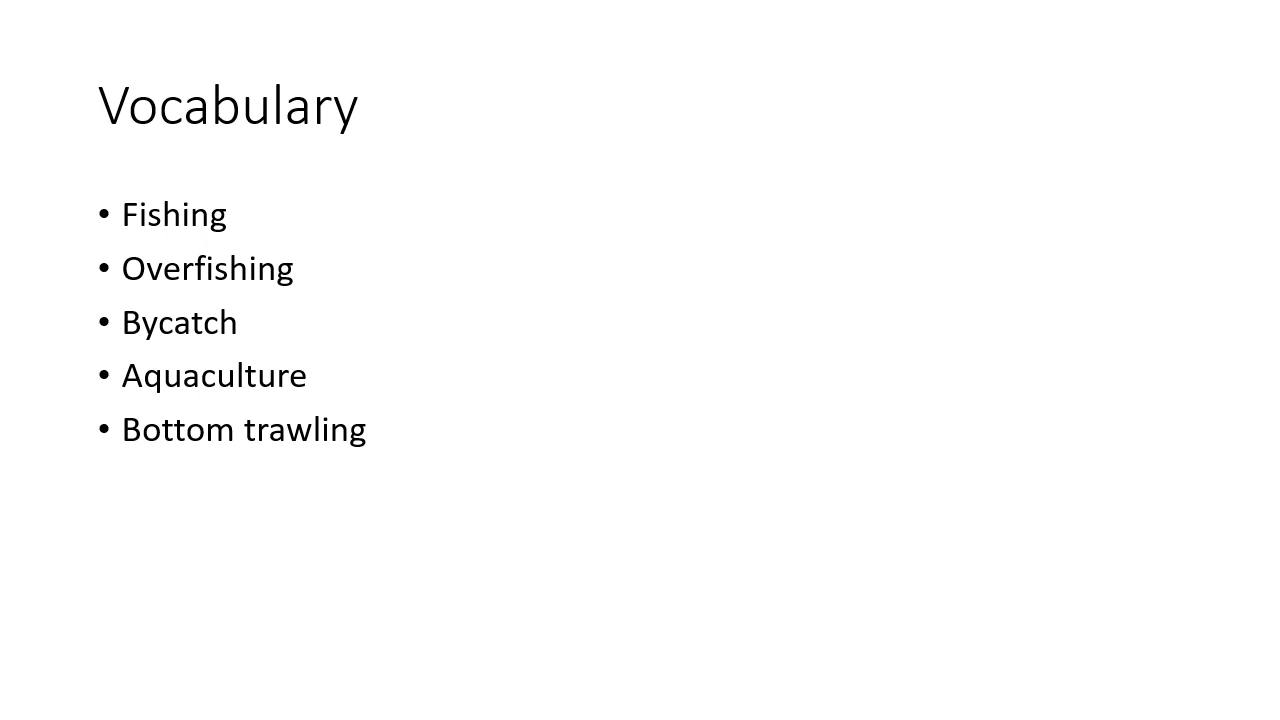 Vocabulary
• Fishing
• Overfishing
• Bycatch
• Aquaculture
• Bottom trawling